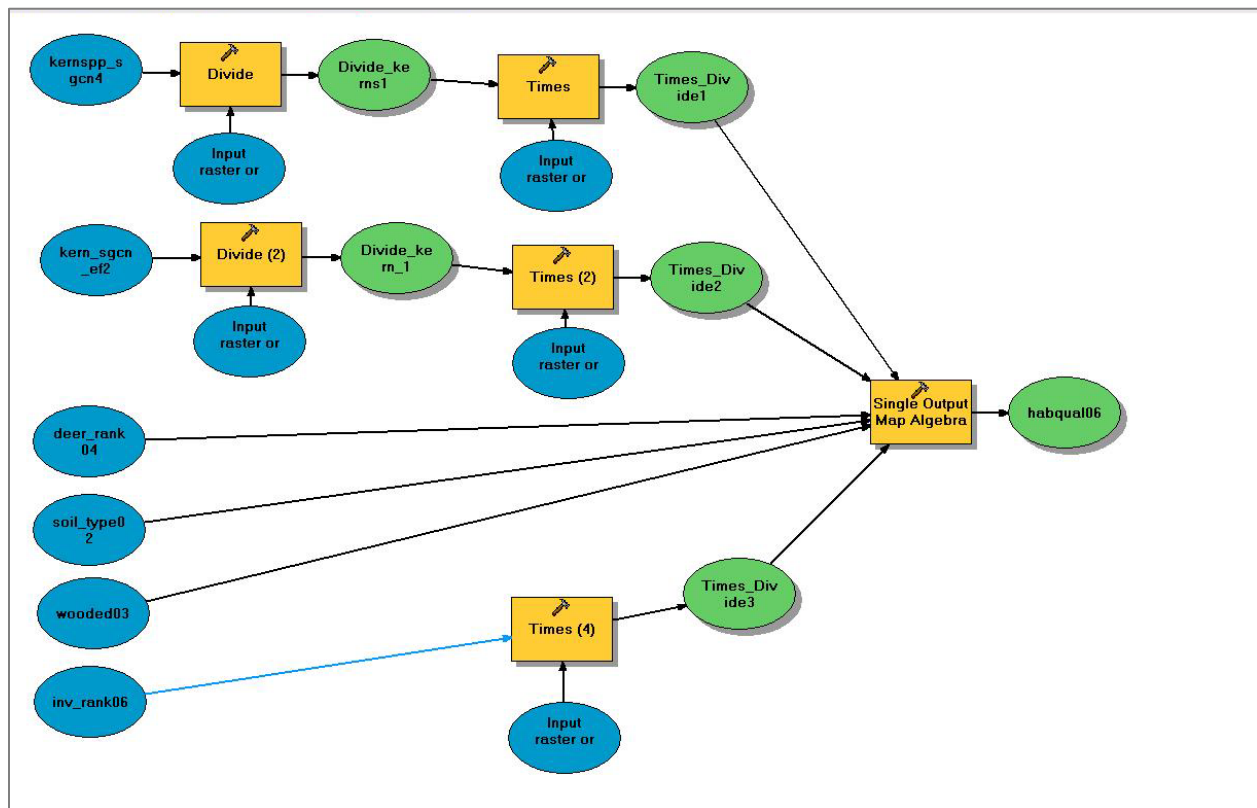 kernspp_s
gcn4
Divide
Divide_ke
rns1
Times
Times_Div
ide1
Input
raster or
Input
raster or
kern_sgcn
_ef2
Divide (2)
Divide_ke
rn_1
Times (2)
Times_Div
ide2
Input
raster or
Input
raster or
Single Output
Map Algebra
habqual06
deer_rank
04
soil_type0
2
wooded03
Times_Div
ide3
Times (4)
inv_rank06
Input
raster or